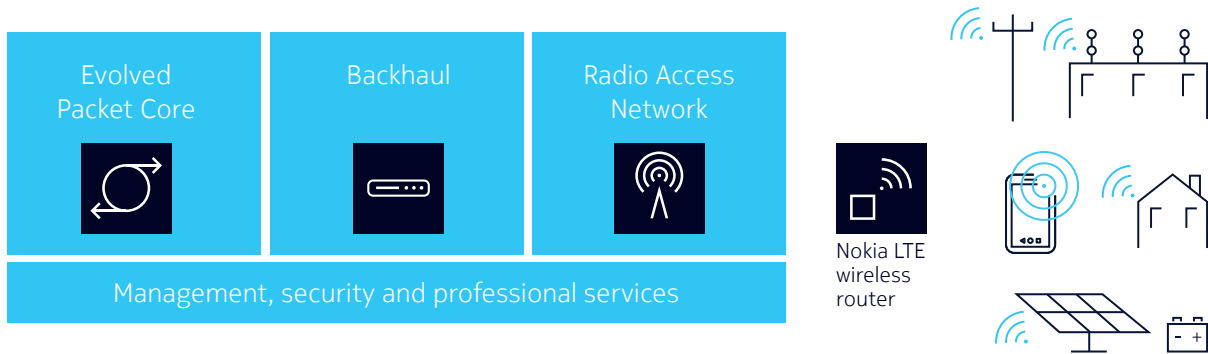 Evolved
Packet Core
Backhaul
Radio Access
Network
Management, security and professional services
Nokia LTE
wireless
router
- +